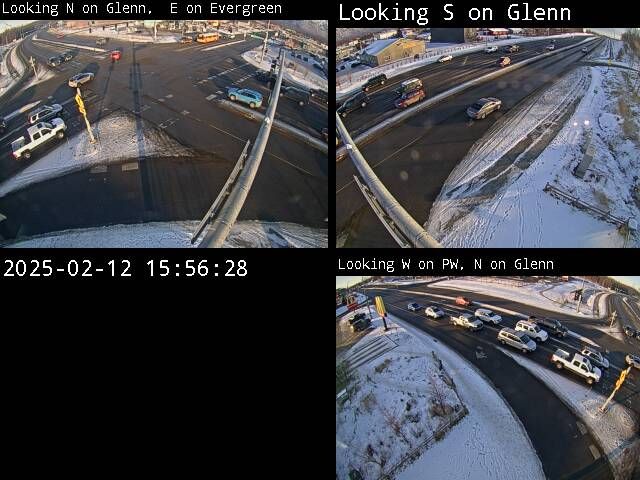 Looking N on Glenn,  E on Evergreen
Looking S on Glenn
2025-02-12 15:56:28
Looking W on PW, N on Glenn